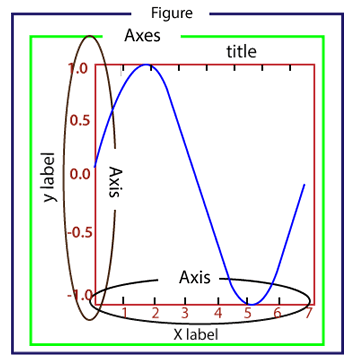 Figure
Axes
title
1.0
0.5
0.0
-0.5
-1.0
y label
Axis
Axis
1 2 3 4 5 6 7
X label